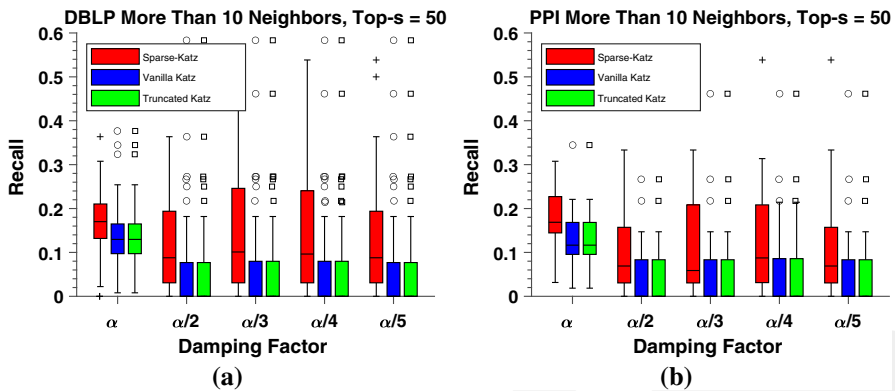 DBLP More Than 10 Neighbors, Top-s = 50
0.6
0.5
0.4
0.3
0.2
0.1
0
Recall
Sparse-Katz
Vanilla Katz
Truncated Katz
α
α/2
α/3
α/4
α/5
Damping Factor
(a)
PPI More Than 10 Neighbors, Top-s = 50
0.6
0.5
0.4
0.3
0.2
0.1
0
Recall
Sparse-Katz
Vanilla Katz
Truncated Katz
α
α/2
α/3
α/4
α/5
Damping Factor
(b)